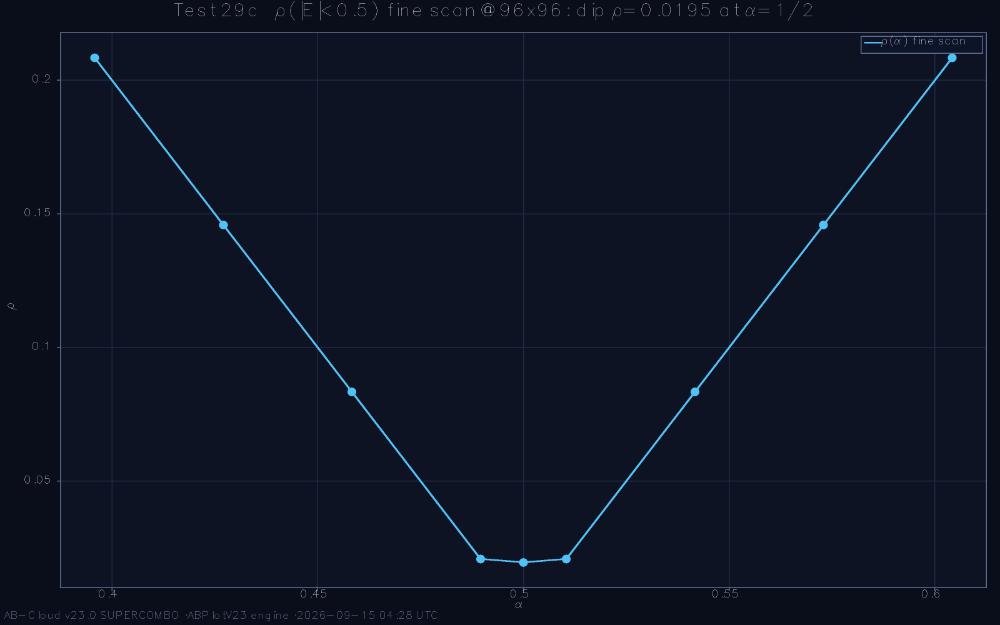 Test29c ρ(|E|<0.5) fine scan @96x96: dip ρ=0.0195 at α=1/2
ρ(α) fine scan
0.2
0.15
0.1
0.05
ρ
0.4 0.45 0.5 0.55 0.6
α
AB-Cloud v23.0 SUPERCOMBO ·ABPlotV23 engine ·2026-09-15 04:28 UTC